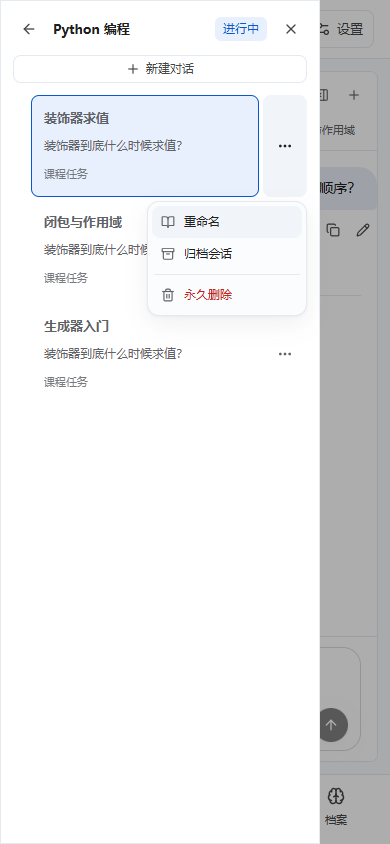 Python 编程
进行中
设置
新建对话
装饰器求值
装饰器到底什么时候求值？
课程任务
作用域
顺序？
重命名
归档会话
永久删除
闭包与作用域
装饰器到底什么时候
课程任务
生成器入门
装饰器到底什么时候求值？
课程任务
档案